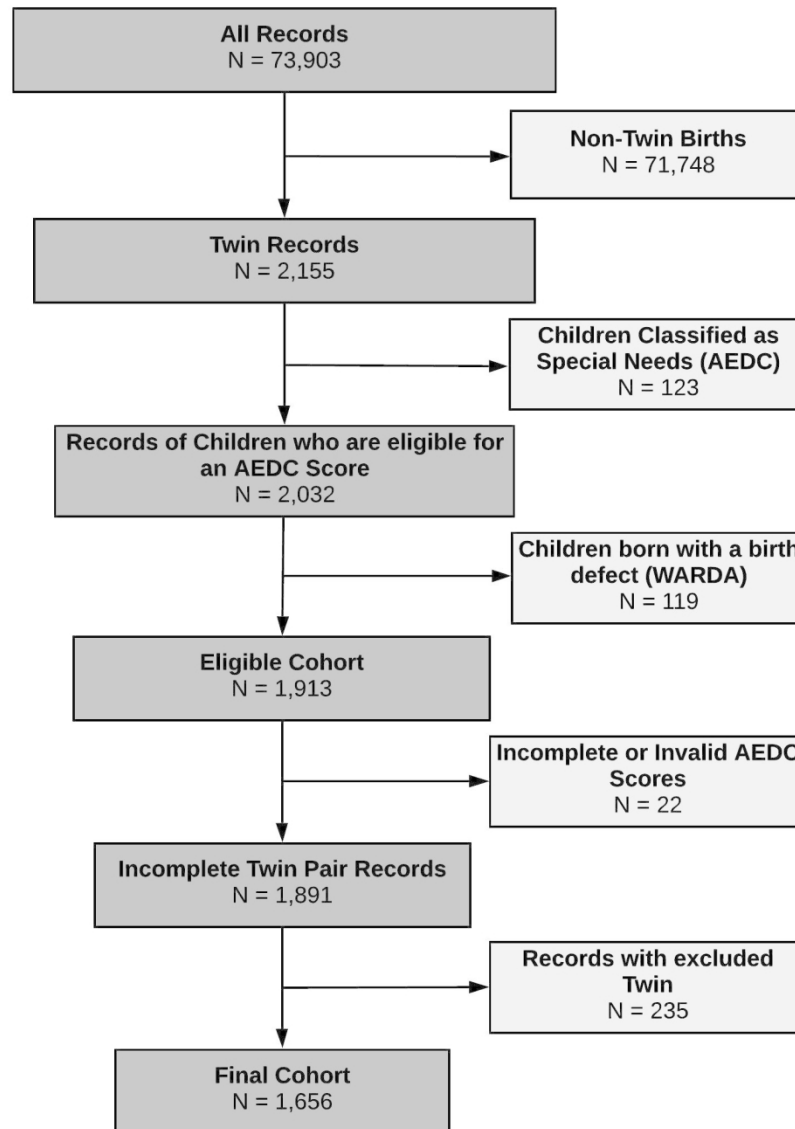 All Records
N = 73,903
Non-Twin Births
N = 71,748
Twin Records
N = 2,155
Children Classified as
Special Needs (AEDC)
N = 123
Records of Children who are eligible for
an AEDC Score
N = 2,032
Children born with a birth
defect (WARDA)
N = 119
Eligible Cohort
N = 1,913
Incomplete or Invalid AEDC
Scores
N = 22
Incomplete Twin Pair Records
N = 1,891
Records with excluded
Twin
N = 235
Final Cohort
N = 1,656